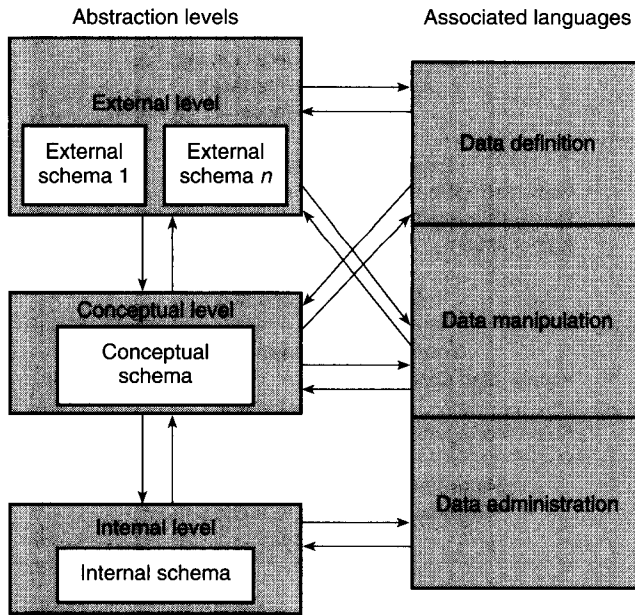 Abstraction levels
Associated languages
External level
External
schema 1
External
schema n
Data definition
Conceptual level
Conceptual
schema
Data manipulation
Internal level
Internal schema
Data administration